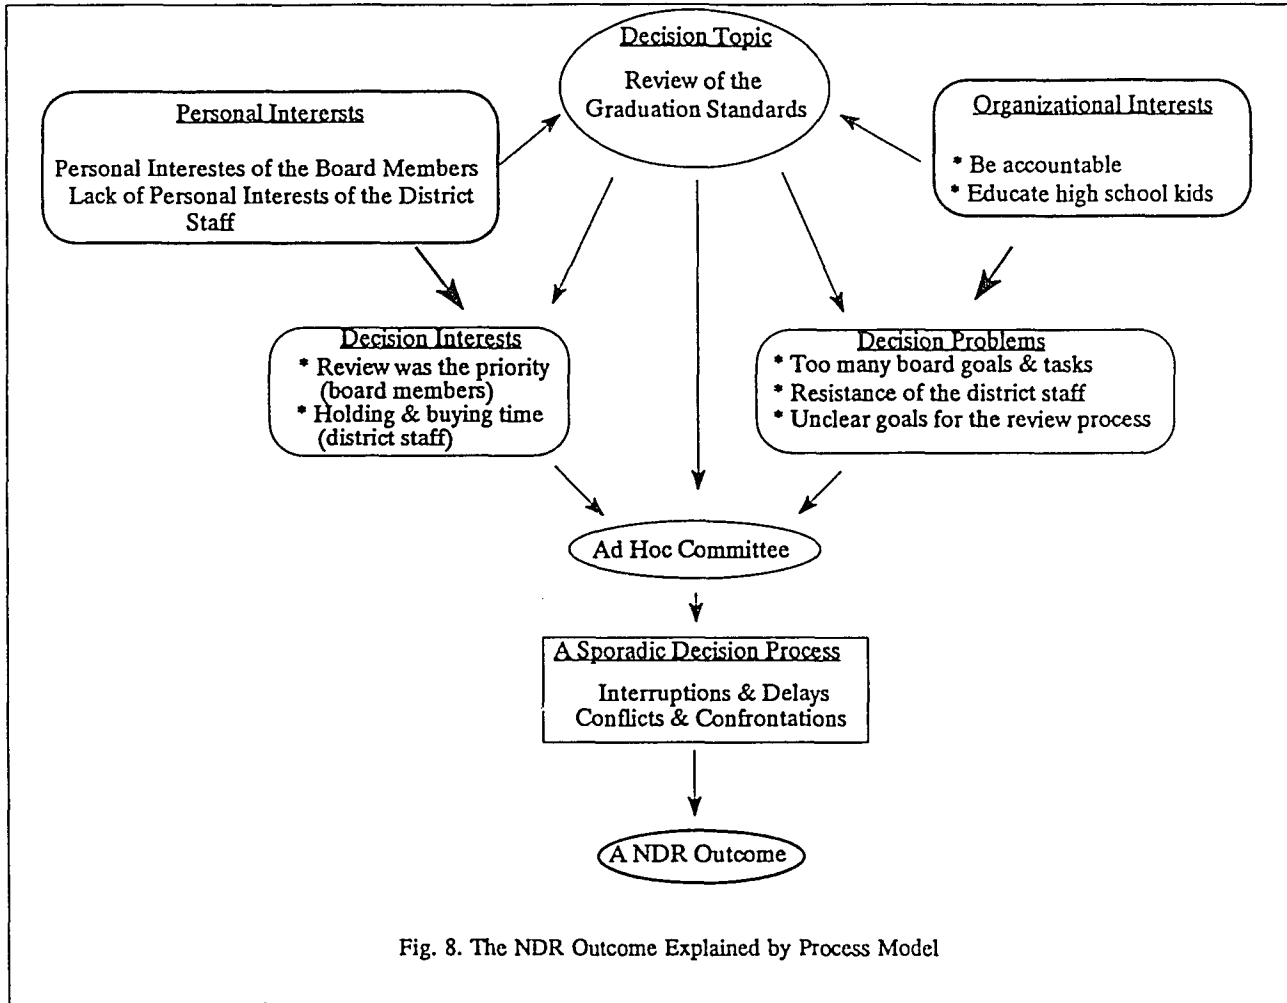 Decision Topic
Review of the
Graduation Standards
Personal Interersts
Personal Interestes of the Board Members
Lack of Personal Interests of the District
Staff
Organizational Interests
* Be accountable
* Educate high school kids
Decision Interests
* Review was the priority
(board members)
* Holding & buying time
(district staff)
Decision Problems
* Too many board goals & tasks
* Resistance of the district staff
* Unclear goals for the review process
Ad Hoc Committee
A Sporadic Decision Process
Interruptions & Delays
Conflicts & Confrontations
A NDR Outcome
Fig. 8. The NDR Outcome Explained by Process Model